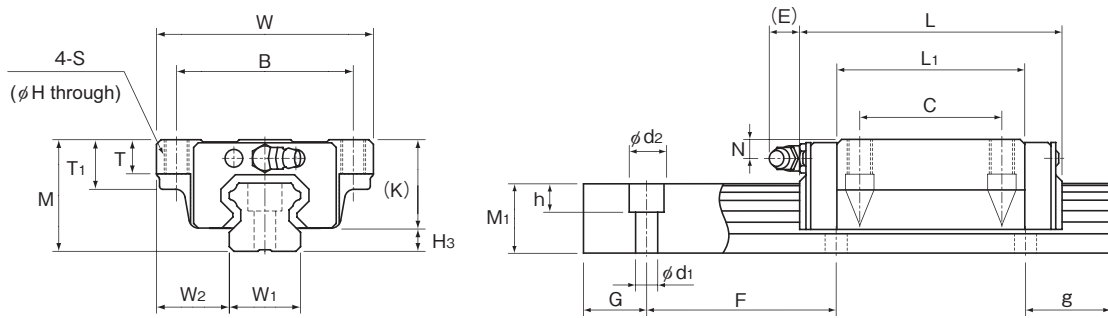 W
4-S
B
(φH through)
T
T1
M
(K)
H3
W2
W1
(E)
L
L1
C
φd2
N
h
M1
φd1
G
F
g